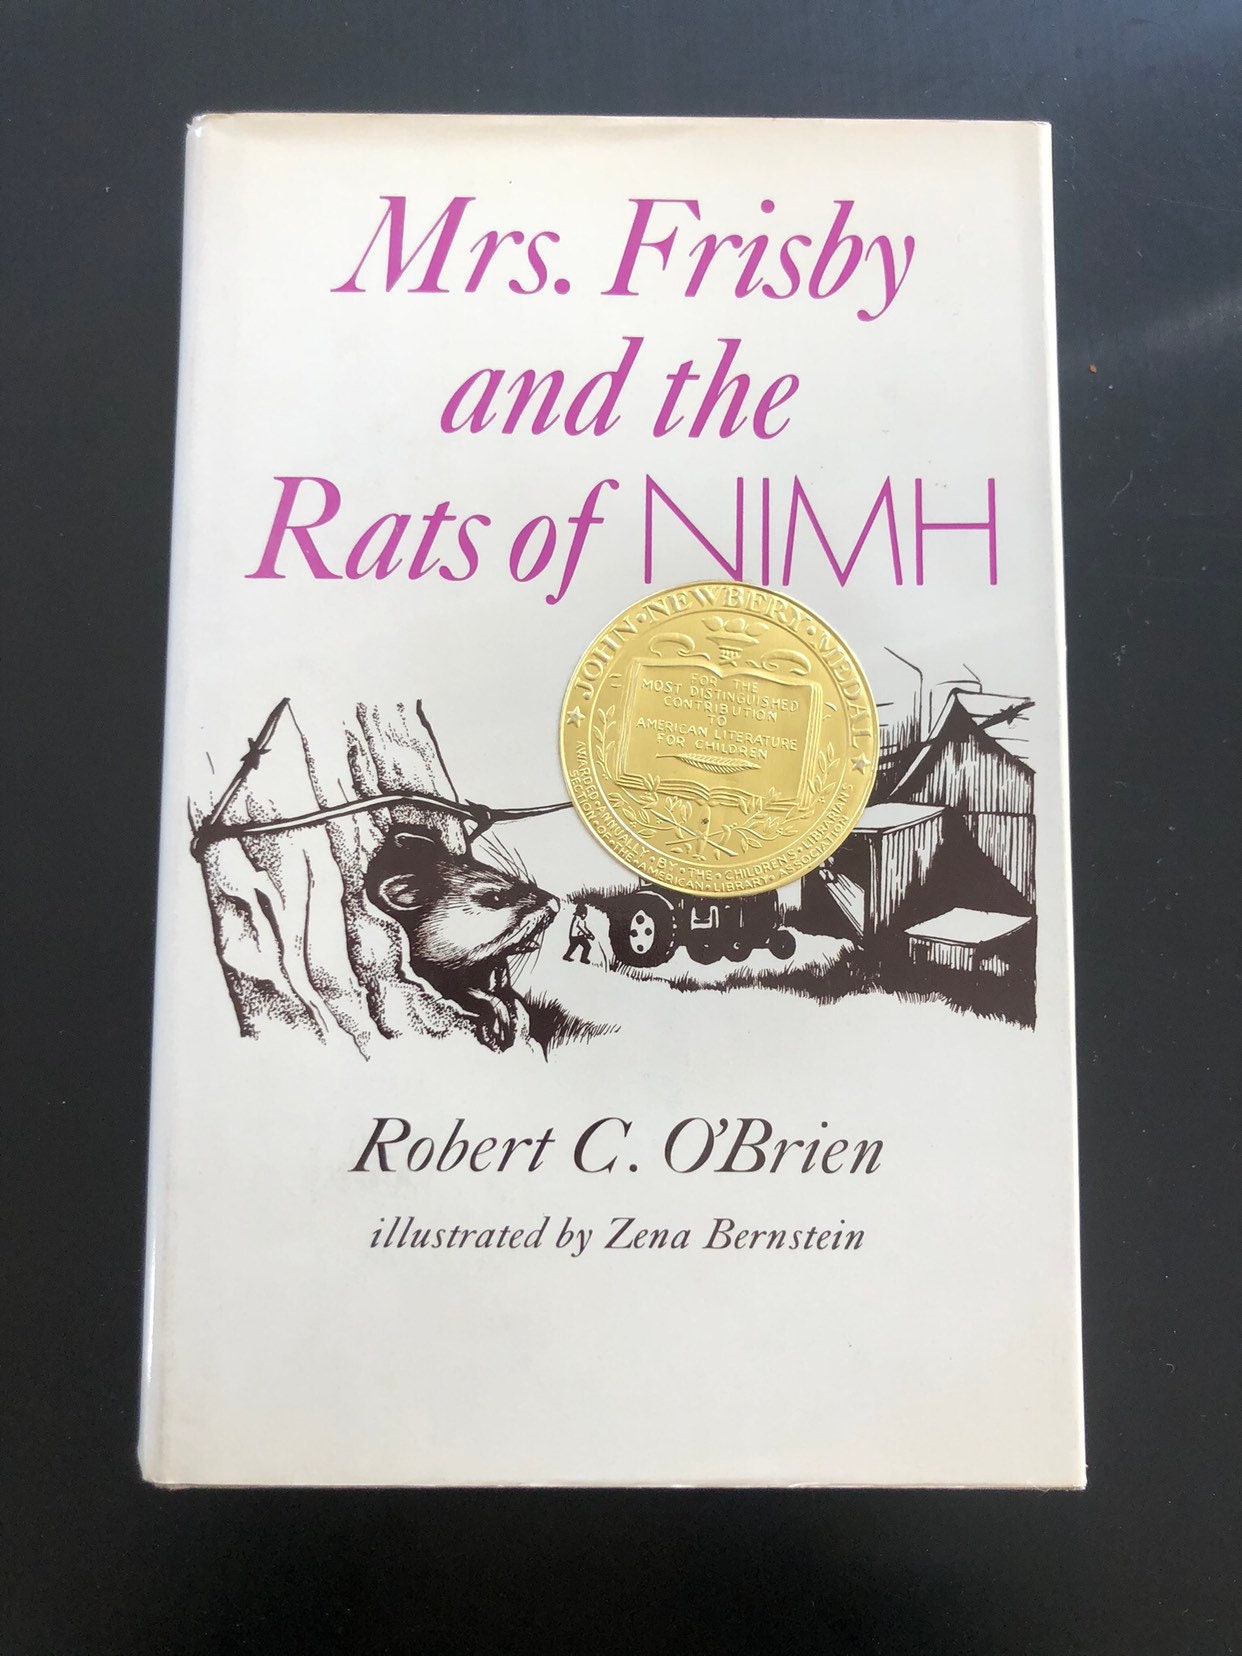 Mrs. Frisby
and the
Rats of NIMH
JOHN · NEWBERY · MEDAL
FOR THE
MOST DISTINGUISHED
CONTRIBUTION
TO
AMERICAN LITERATURE
FOR CHILDREN
AWARDED · ANNUALLY · BY · THE · CHILDREN'S · LIBRARIANS
SECTION · OF · THE · AMERICAN · LIBRARY · ASSOCIATION
Robert C. O'Brien
illustrated by Zena Bernstein